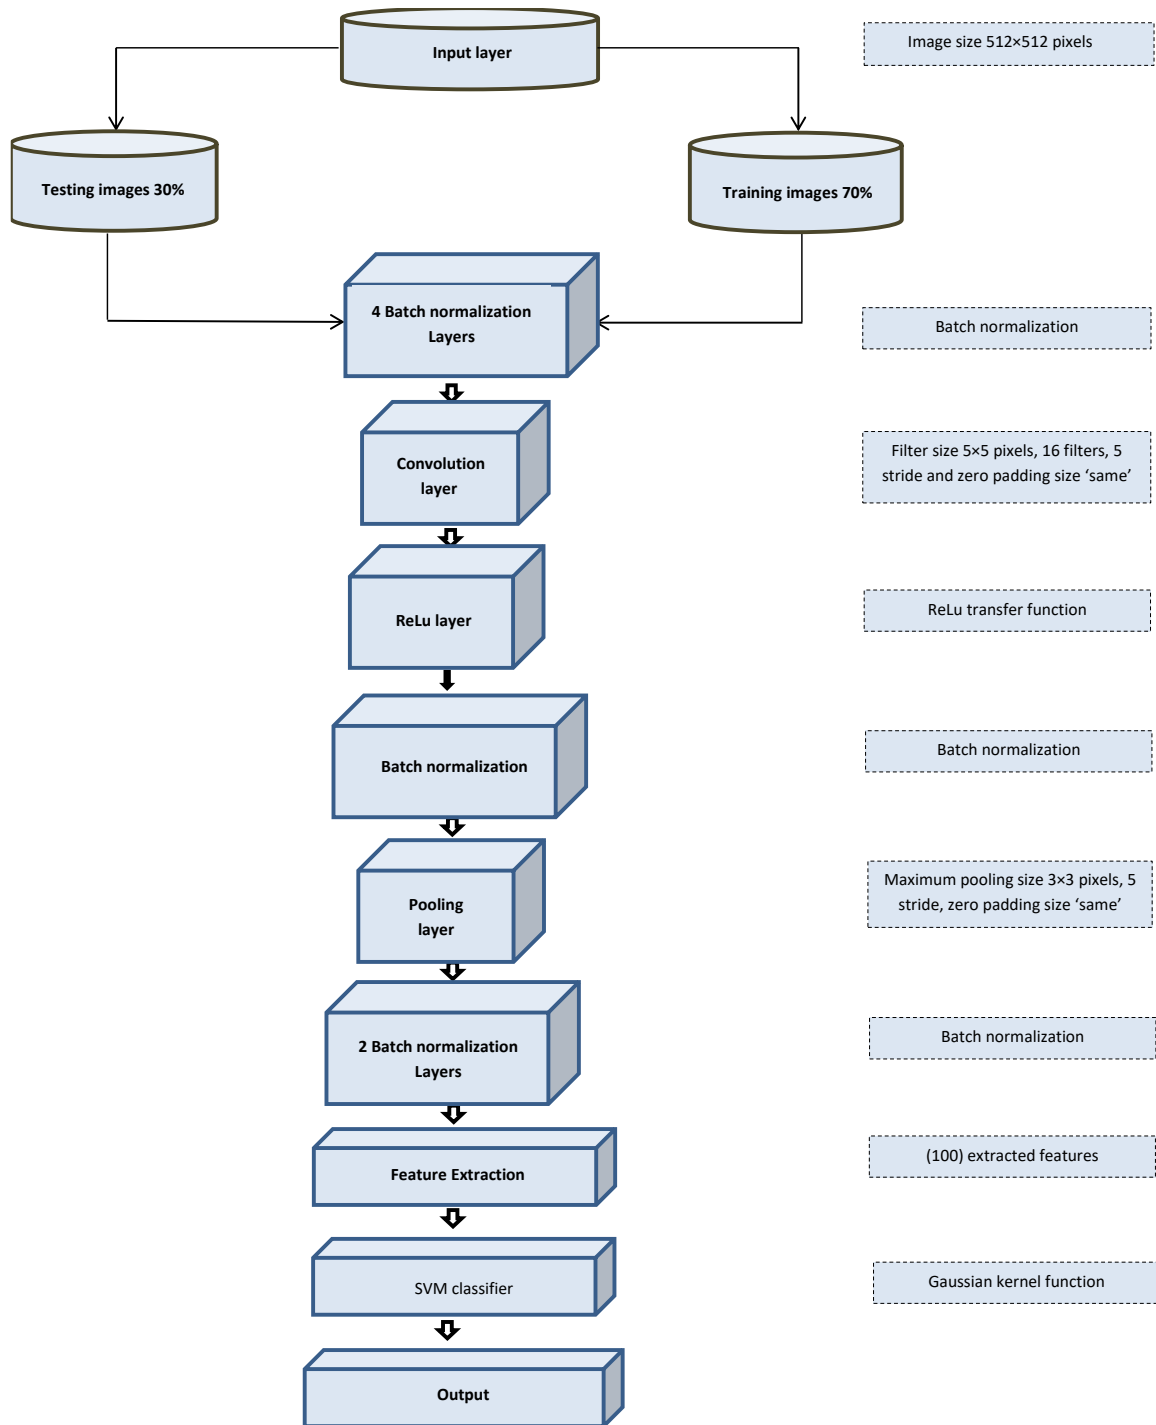 Input layer
Image size 512×512 pixels
Testing images 30%
Training images 70%
4 Batch normalization
Layers
Batch normalization
Convolution
layer
Filter size 5×5 pixels, 16 filters, 5
stride and zero padding size ‘same’
ReLu layer
ReLu transfer function
Batch normalization
Batch normalization
Pooling
layer
Maximum pooling size 3×3 pixels, 5
stride, zero padding size ‘same’
2 Batch normalization
Layers
Batch normalization
Feature Extraction
(100) extracted features
SVM classifier
Gaussian kernel function
Output